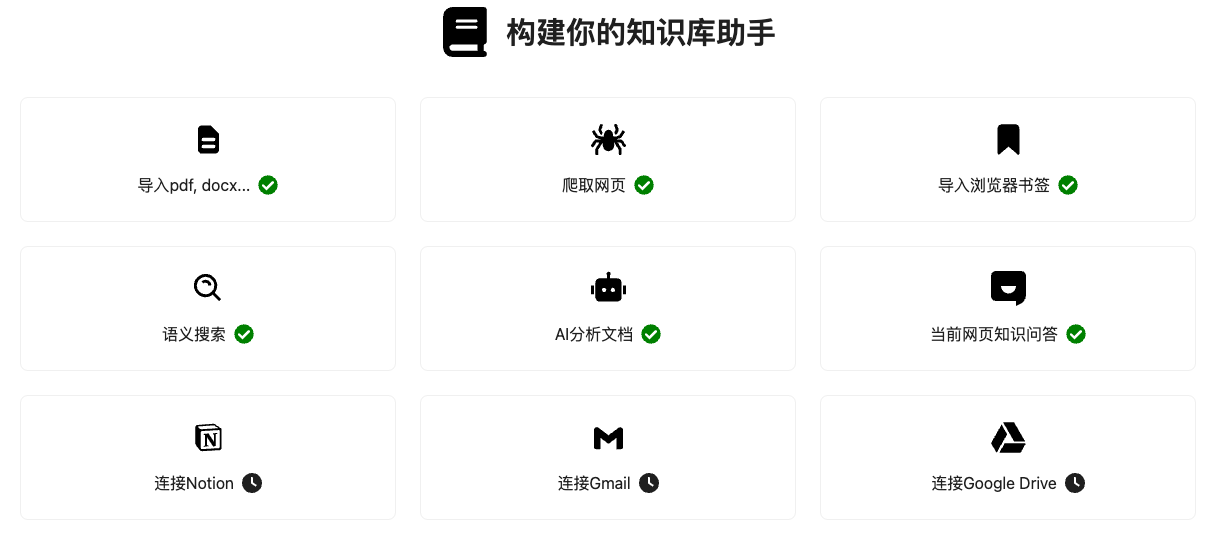 构建你的知识库助手
导入pdf, docx...
爬取网页
导入浏览器书签
语义搜索
AI分析文档
当前网页知识问答
连接Notion
连接Gmail
连接Google Drive